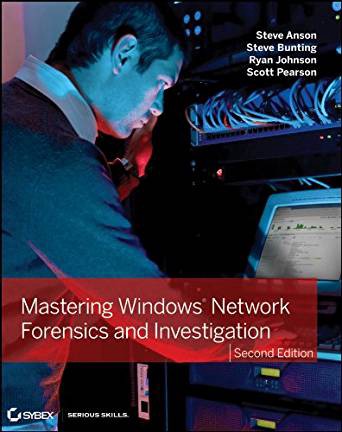 Steve Anson
Steve Bunting
Ryan Johnson
Scott Pearson
Mastering Windows® Network
Forensics and Investigation
Second Edition
SYBEX
SERIOUS SKILLS.